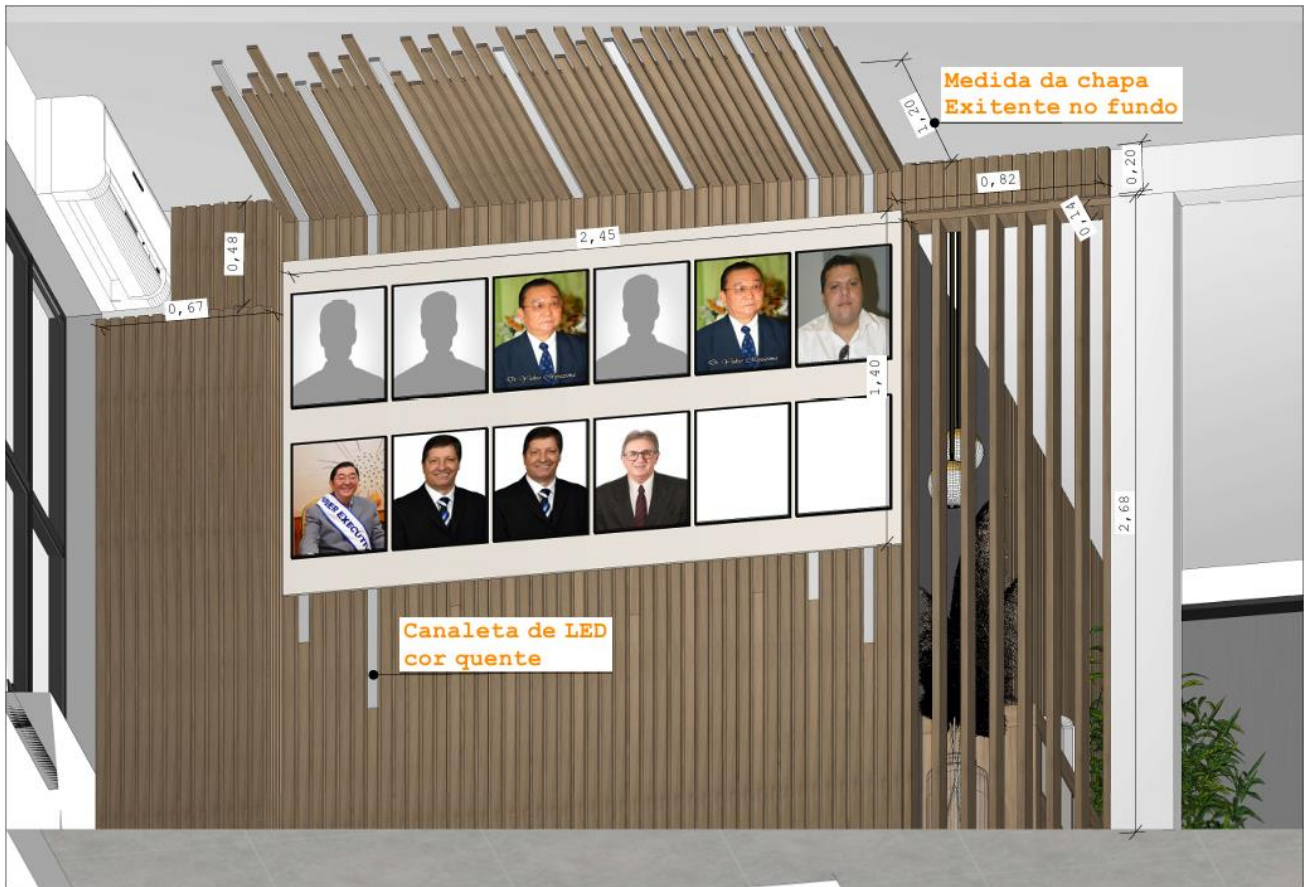 Medida da chapa
Exitente no fundo
1,20
0,20
0,82
0,14
2,45
0,48
0,67
1,40
2,68
Canaleta de LED
cor quente